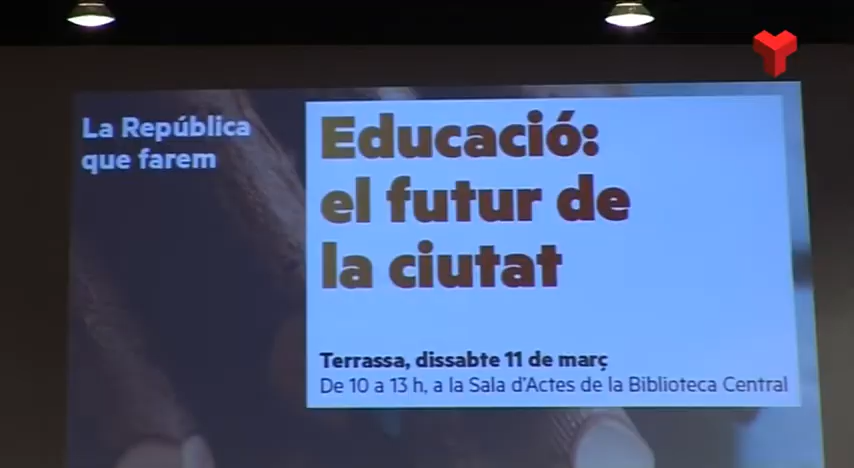 La República
que farem
Educació:
el futur de
la ciutat
Terrassa, dissabte 11 de març
De 10 a 13 h, a la Sala d'Actes de la Biblioteca Central